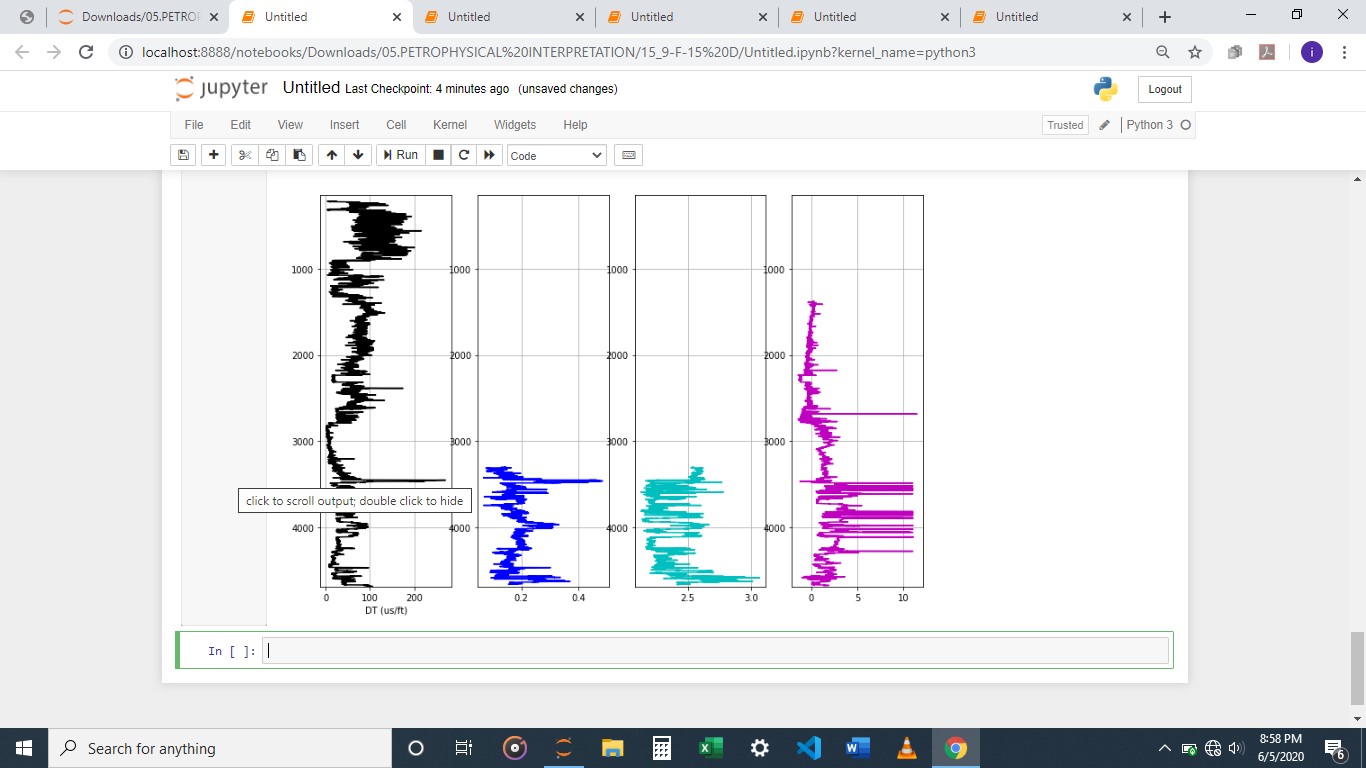 Downloads/05.PETROP
Untitled
Untitled
Untitled
Untitled
Untitled
localhost:8888/notebooks/Downloads/05.PETROPHYSICAL%20INTERPRETATION/15_9-F-15%20D/Untitled.ipynb?kernel_name=python3
i
jupyter Untitled Last Checkpoint: 4 minutes ago (unsaved changes)
Logout
File Edit View Insert Cell Kernel Widgets Help
Trusted Python 3
Run Code
1000 1000 1000 1000
2000 2000 2000 2000
3000 3000 3000 3000
click to scroll output; double click to hide
4000 4000 4000 4000
0 100 200 0.2 0.4 2.5 3.0 0 5 10
DT (us/ft)
In [ ]:
Search for anything
8:58 PM
6/5/2020
6